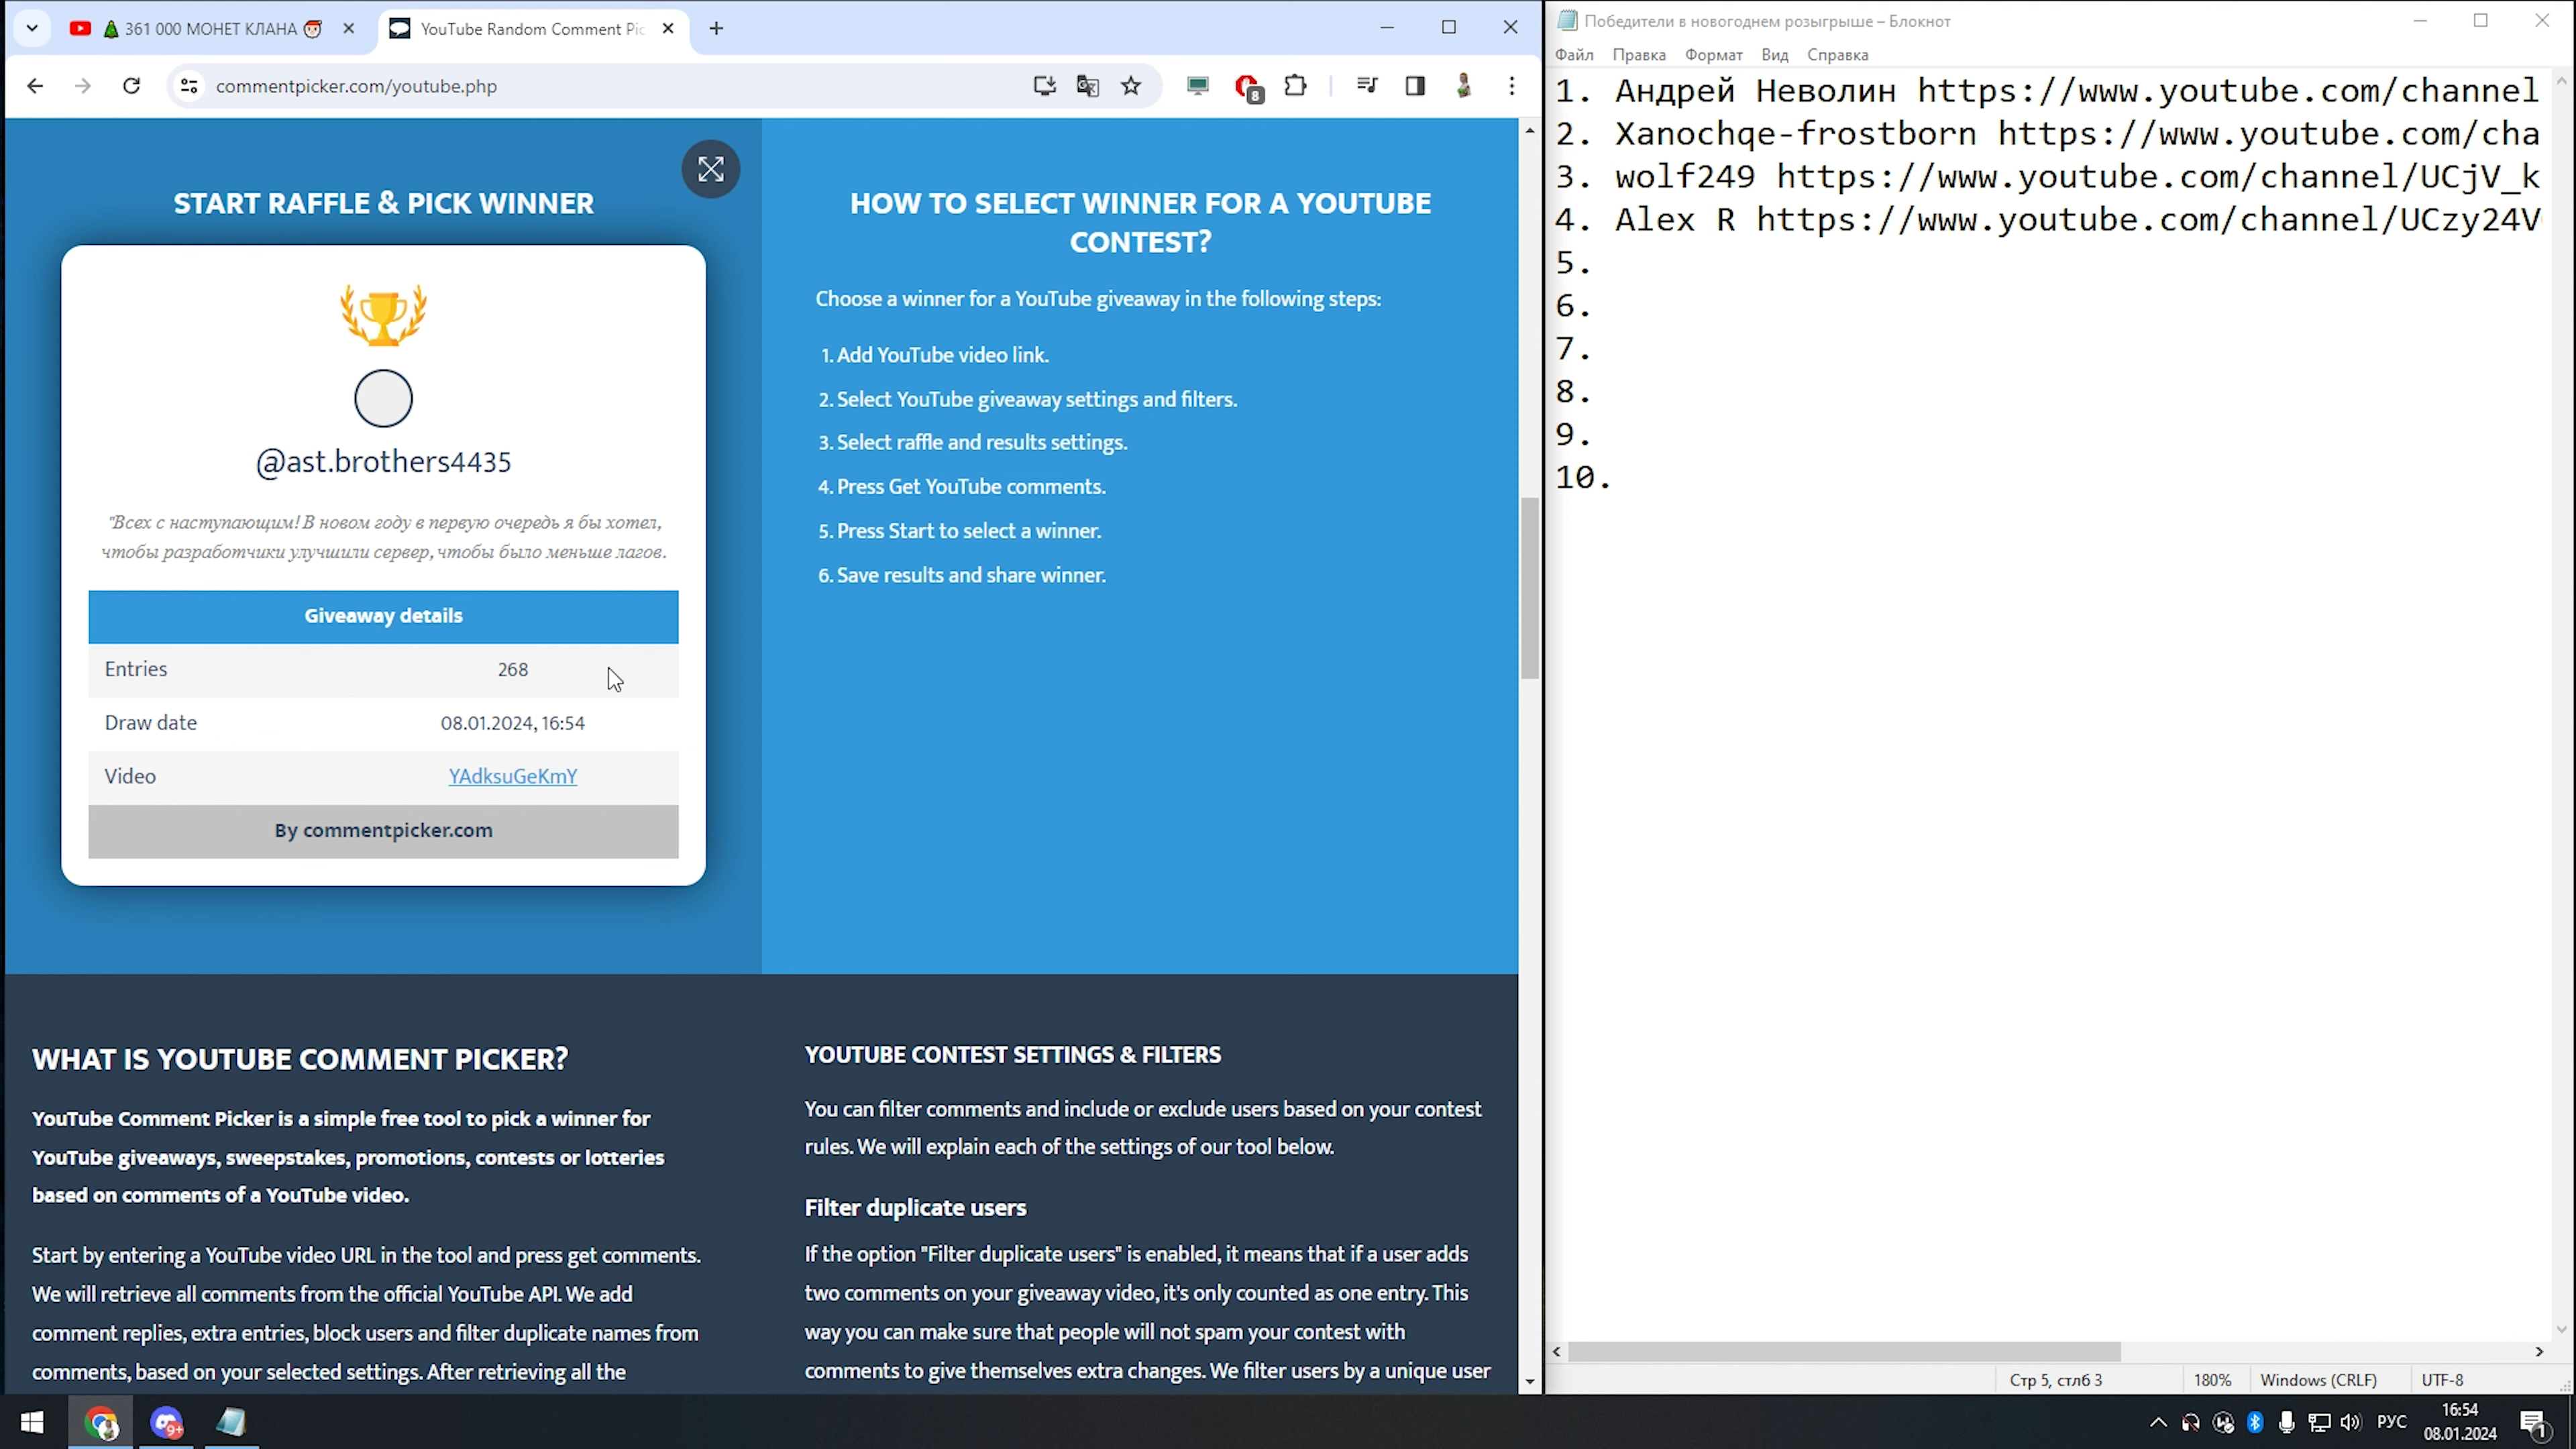 361 000 МОНЕТ КЛАНА
YouTube Random Comment Pic
commentpicker.com/youtube.php
8
START RAFFLE & PICK WINNER
@ast.brothers4435
"Всех с наступающим! В новом году в первую очередь я бы хотел,
чтобы разработчики улучшили сервер, чтобы было меньше лагов.
Giveaway details
Entries 268
Draw date 08.01.2024, 16:54
Video YAdksuGeKmY
By commentpicker.com
HOW TO SELECT WINNER FOR A YOUTUBE
CONTEST?
Choose a winner for a YouTube giveaway in the following steps:
1. Add YouTube video link.
2. Select YouTube giveaway settings and filters.
3. Select raffle and results settings.
4. Press Get YouTube comments.
5. Press Start to select a winner.
6. Save results and share winner.
WHAT IS YOUTUBE COMMENT PICKER?
YouTube Comment Picker is a simple free tool to pick a winner for
YouTube giveaways, sweepstakes, promotions, contests or lotteries
based on comments of a YouTube video.
Start by entering a YouTube video URL in the tool and press get comments.
We will retrieve all comments from the official YouTube API. We add
comment replies, extra entries, block users and filter duplicate names from
comments, based on your selected settings. After retrieving all the
YOUTUBE CONTEST SETTINGS & FILTERS
You can filter comments and include or exclude users based on your contest
rules. We will explain each of the settings of our tool below.
Filter duplicate users
If the option "Filter duplicate users" is enabled, it means that if a user adds
two comments on your giveaway video, it's only counted as one entry. This
way you can make sure that people will not spam your contest with
comments to give themselves extra changes. We filter users by a unique user
Победители в новогоднем розыгрыше – Блокнот
Файл Правка Формат Вид Справка
1. Андрей Неволин https://www.youtube.com/channel
2. Xanochqe-frostborn https://www.youtube.com/cha
3. wolf249 https://www.youtube.com/channel/UCjV_k
4. Alex R https://www.youtube.com/channel/UCzy24V
5.
6.
7.
8.
9.
10.
Стр 5, стлб 3 180% Windows (CRLF) UTF-8
9+
РУС
16:54
08.01.2024
1